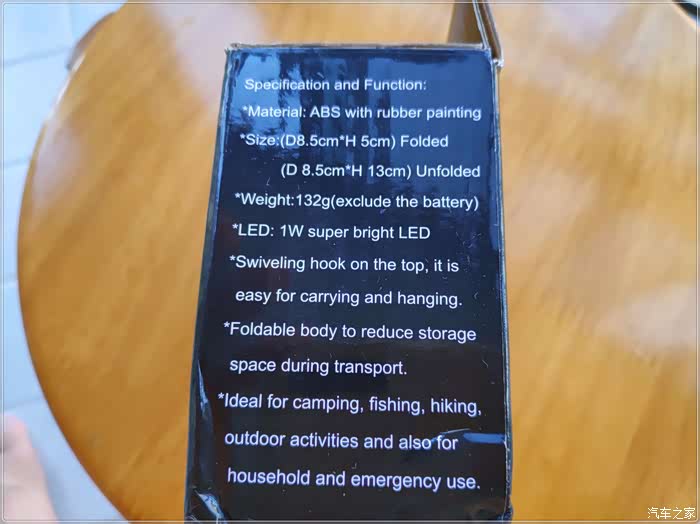 Specification and Function:
*Material: ABS with rubber painting
*Size:(D8.5cm*H 5cm) Folded
(D 8.5cm*H 13cm) Unfolded
*Weight:132g(exclude the battery)
*LED: 1W super bright LED
*Swiveling hook on the top, it is
easy for carrying and hanging.
*Foldable body to reduce storage
space during transport.
*Ideal for camping, fishing, hiking,
outdoor activities and also for
household and emergency use.
汽车之家